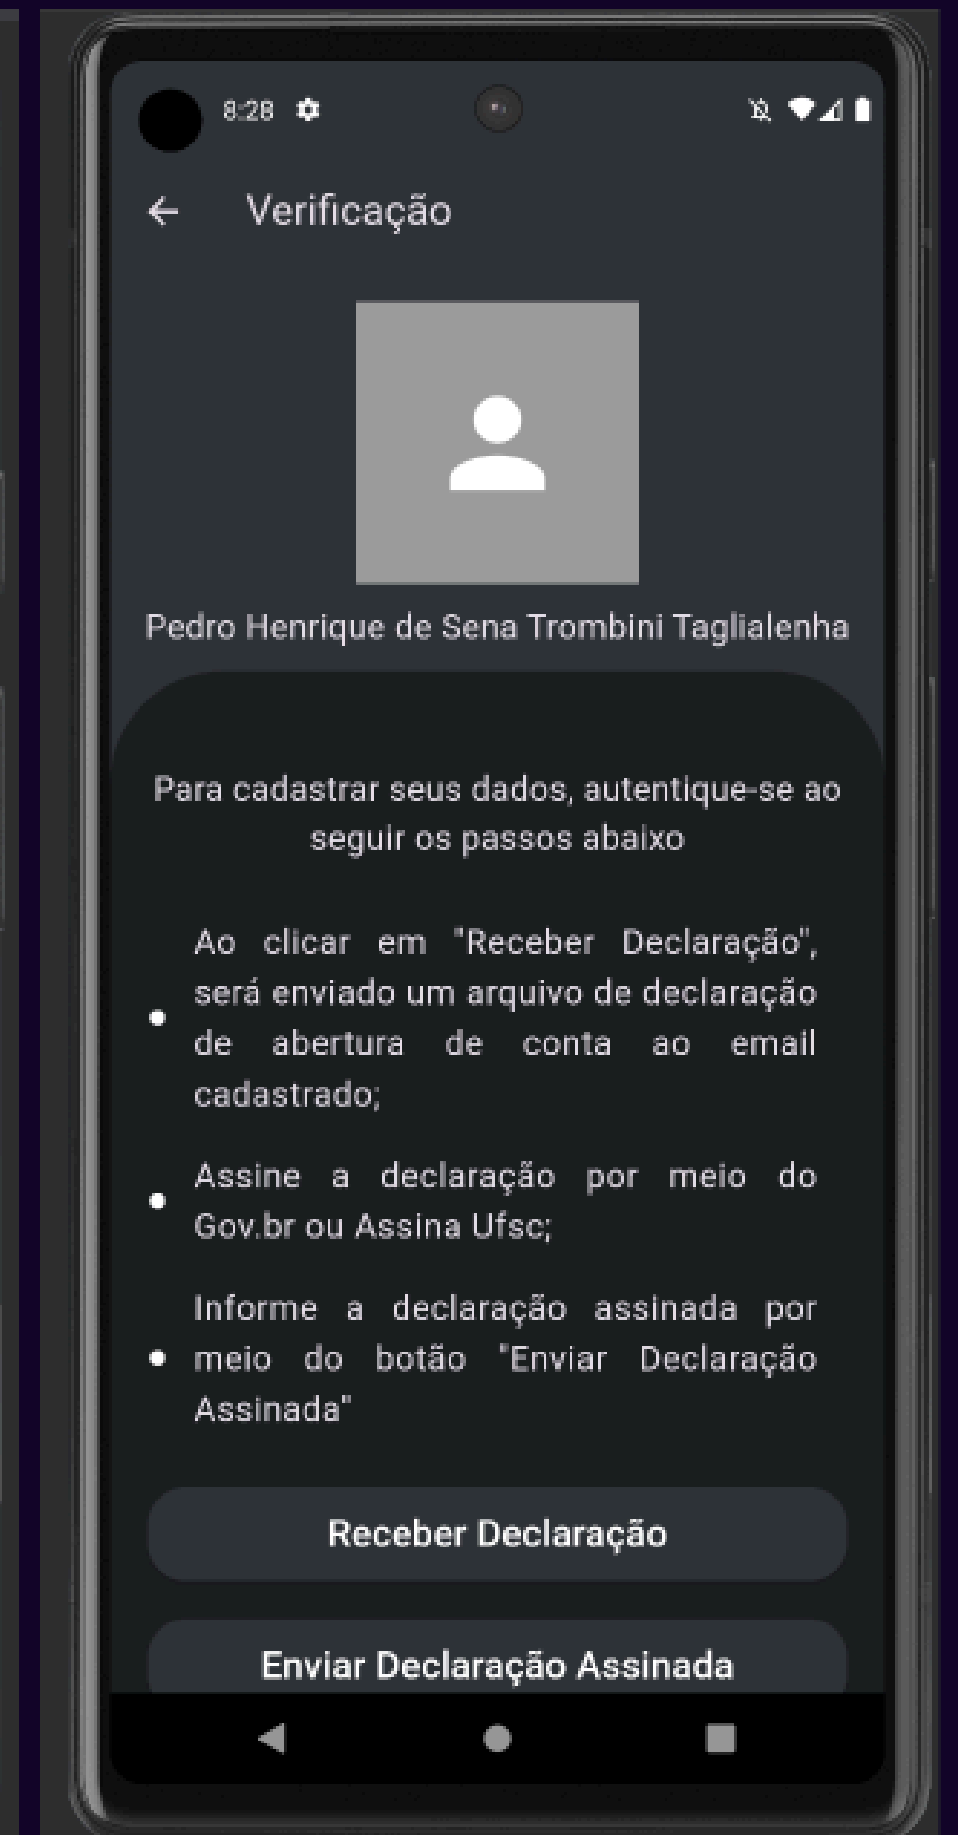 8:28
Verificação
Pedro Henrique de Sena Trombini Taglialenha
Para cadastrar seus dados, autentique-se ao
seguir os passos abaixo
Ao clicar em "Receber Declaração",
será enviado um arquivo de declaração
de abertura de conta ao email
cadastrado;
Assine a declaração por meio do
Gov.br ou Assina Ufsc;
Informe a declaração assinada por
meio do botão "Enviar Declaração
Assinada"
Receber Declaração
Enviar Declaração Assinada